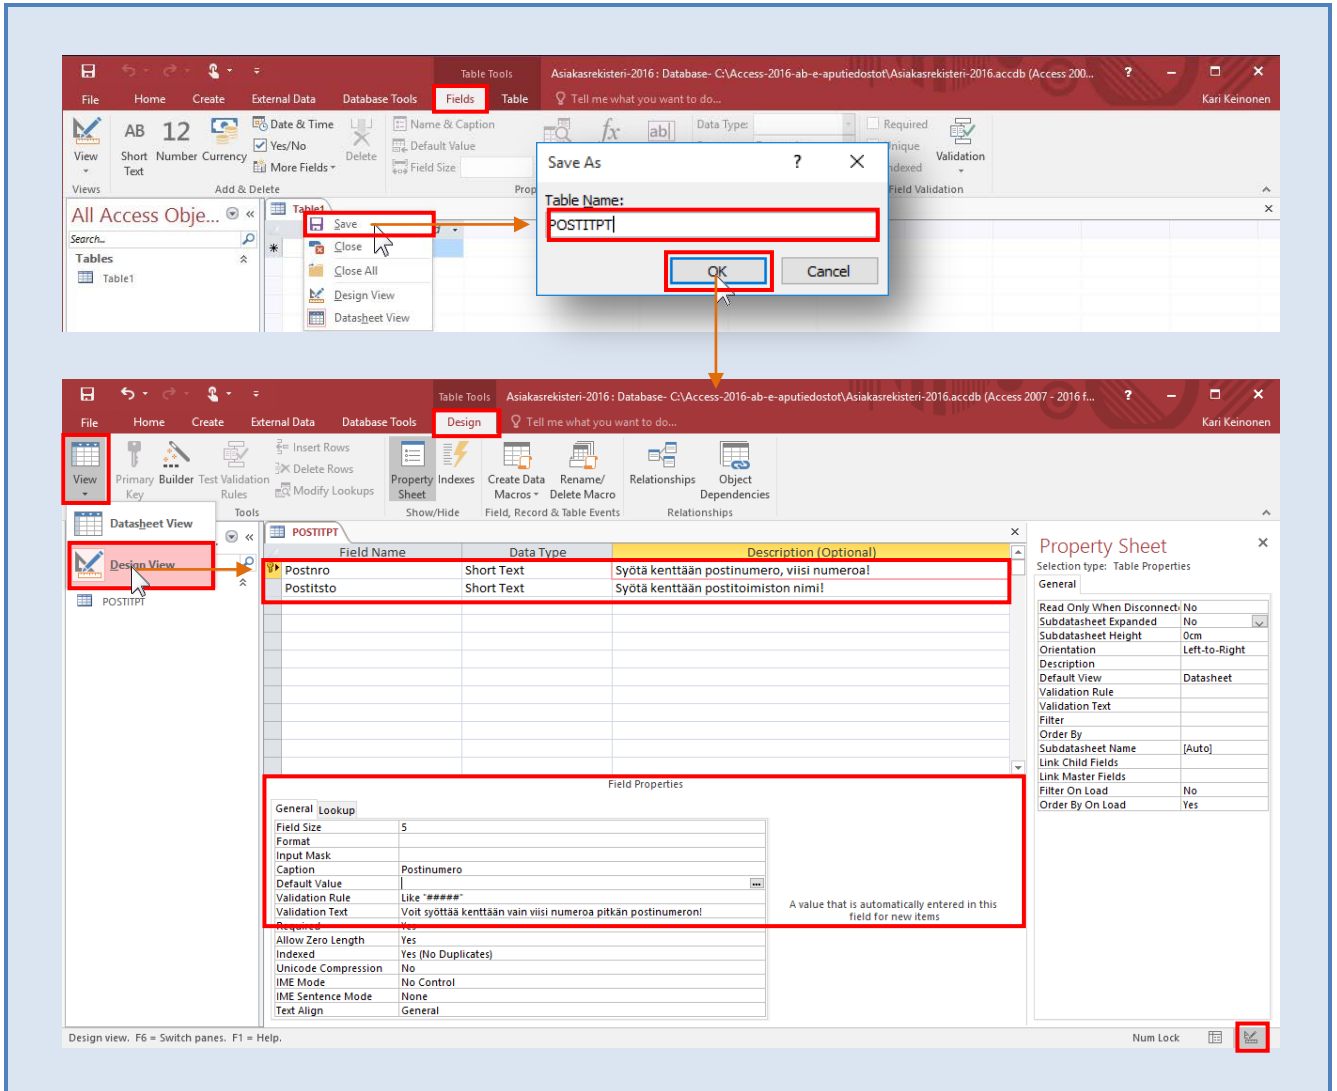 Table Tools Asiakasrekisteri-2016 : Database- C:\Access-2016-ab-e-aputiedostot\Asiakasrekisteri-2016.accdb (Access 200... ?
File Home Create External Data Database Tools Fields Table Tell me what you want to do... Kari Keinonen
AB 12 Date & Time Name & Caption fx ab| Data Type: Required
Yes/No Default Value Unique
View Short Number Currency More Fields Delete Field Size Validation
Text
Views Add & Delete Prop Field Validation
All Access Obje... « Table1 ×
Search... Save
Tables Close
Table1 Close All
Design View
Datasheet View
Save As ? ×
Table Name:
POSTITPT
OK Cancel
Table Tools Asiakasrekisteri-2016 : Database- C:\Access-2016-ab-e-aputiedostot\Asiakasrekisteri-2016.accdb (Access 2007 - 2016 f... ?
File Home Create External Data Database Tools Design Tell me what you want to do... Kari Keinonen
Insert Rows
Delete Rows
Modify Lookups
View Primary Key Builder Test Validation Rules Property Sheet Indexes Create Data Macros Rename/ Delete Macro Relationships Object Dependencies
Tools Show/Hide Field, Record & Table Events Relationships
Datasheet View
Design View
POSTITPT
POSTITPT ×
Field Name Data Type Description (Optional)
Postnro Short Text Syötä kenttään postinumero, viisi numeroa!
Postitsto Short Text Syötä kenttään postitoimiston nimi!
Field Properties
General Lookup
Field Size 5
Format
Input Mask
Caption Postinumero
Default Value
Validation Rule Like "#####"
Validation Text Voit syöttää kenttään vain viisi numeroa pitkän postinumeron!
Required Yes
Allow Zero Length Yes
Indexed Yes (No Duplicates)
Unicode Compression No
IME Mode No Control
IME Sentence Mode None
Text Align General
A value that is automatically entered in this
field for new items
Property Sheet ×
Selection type: Table Properties
General
Read Only When Disconnect No
Subdatasheet Expanded No
Subdatasheet Height 0cm
Orientation Left-to-Right
Description
Default View Datasheet
Validation Rule
Validation Text
Filter
Order By
Subdatasheet Name [Auto]
Link Child Fields
Link Master Fields
Filter On Load No
Order By On Load Yes
Design view. F6 = Switch panes. F1 = Help. Num Lock